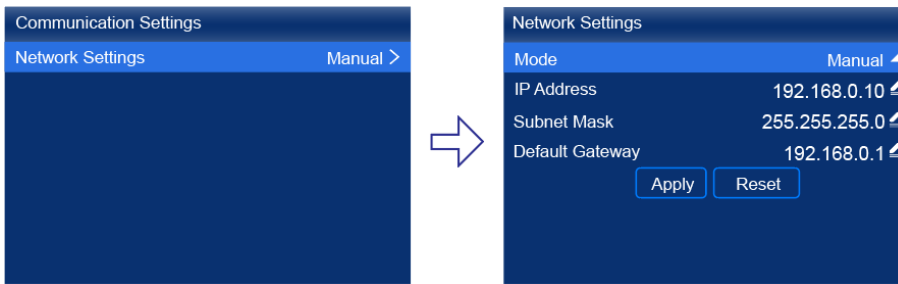 Communication Settings
Network Settings Manual >
Network Settings
Mode Manual
IP Address 192.168.0.10
Subnet Mask 255.255.255.0
Default Gateway 192.168.0.1
Apply Reset